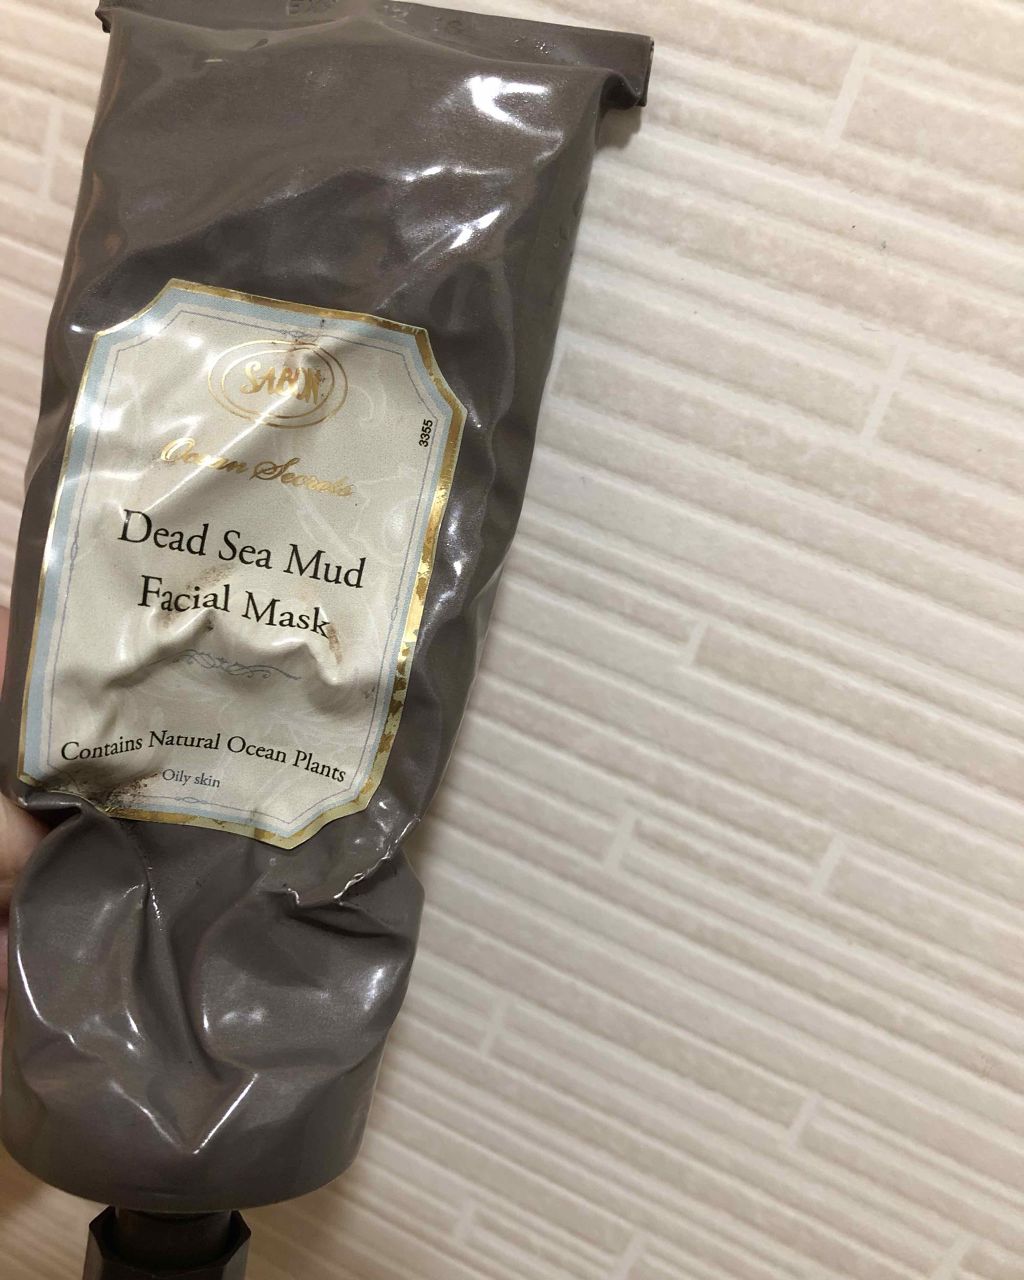 SABON
3355
Ocean Secrets
Dead Sea Mud
Facial Mask
Contains Natural Ocean Plants
Oily skin